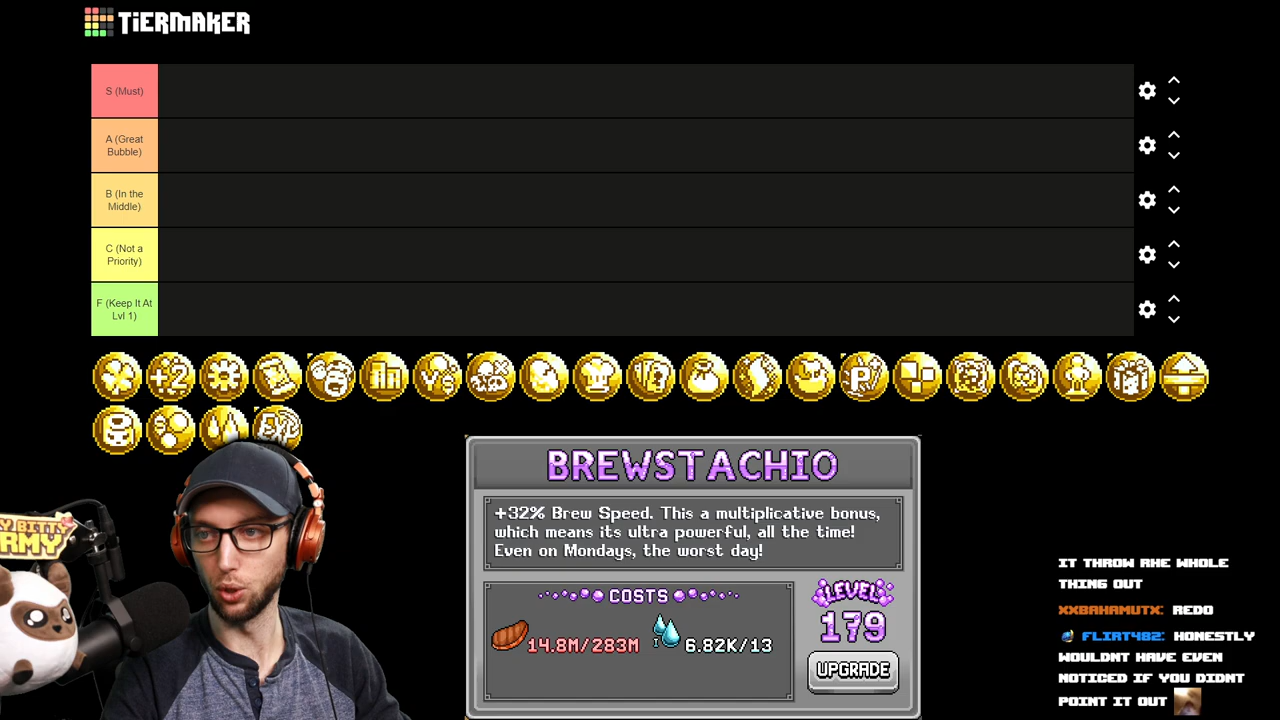 TiERMAKER
S (Must)
A (Great
Bubble)
B (In the
Middle)
C (Not a
Priority)
F (Keep It At
Lvl 1)
+2
BREWSTACHIO
+32% Brew Speed. This a multiplicative bonus,
which means its ultra powerful, all the time!
Even on Mondays, the worst day!
COSTS
14.8M/283M
6.82K/13
LEVEL
179
UPGRADE
Y BITTY
ARMY
IT THROW RHE WHOLE
THING OUT
XXBAHAMUTX: REDO
FLIRT482: HONESTLY
WOULDNT HAVE EVEN
NOTICED IF YOU DIDNT
POINT IT OUT